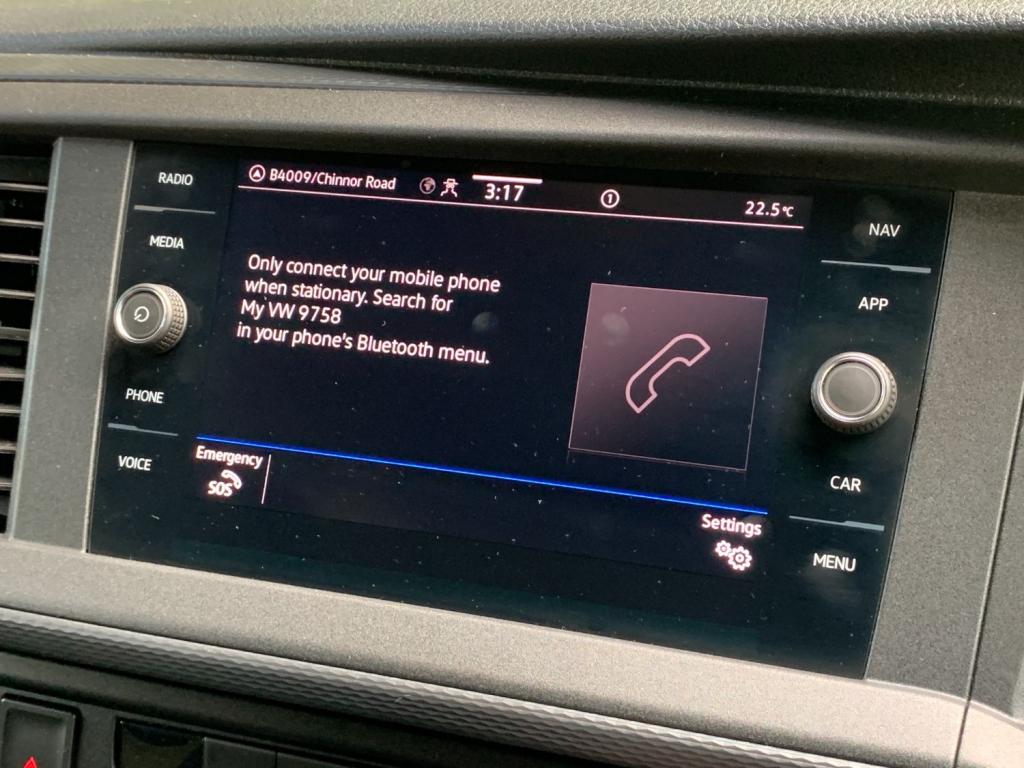 RADIO
MEDIA
PHONE
VOICE
B4009/Chinnor Road
3:17
1
22.5°C
Only connect your mobile phone
when stationary. Search for
My VW 9758
in your phone's Bluetooth menu.
Emergency
SOS
Settings
NAV
APP
CAR
MENU